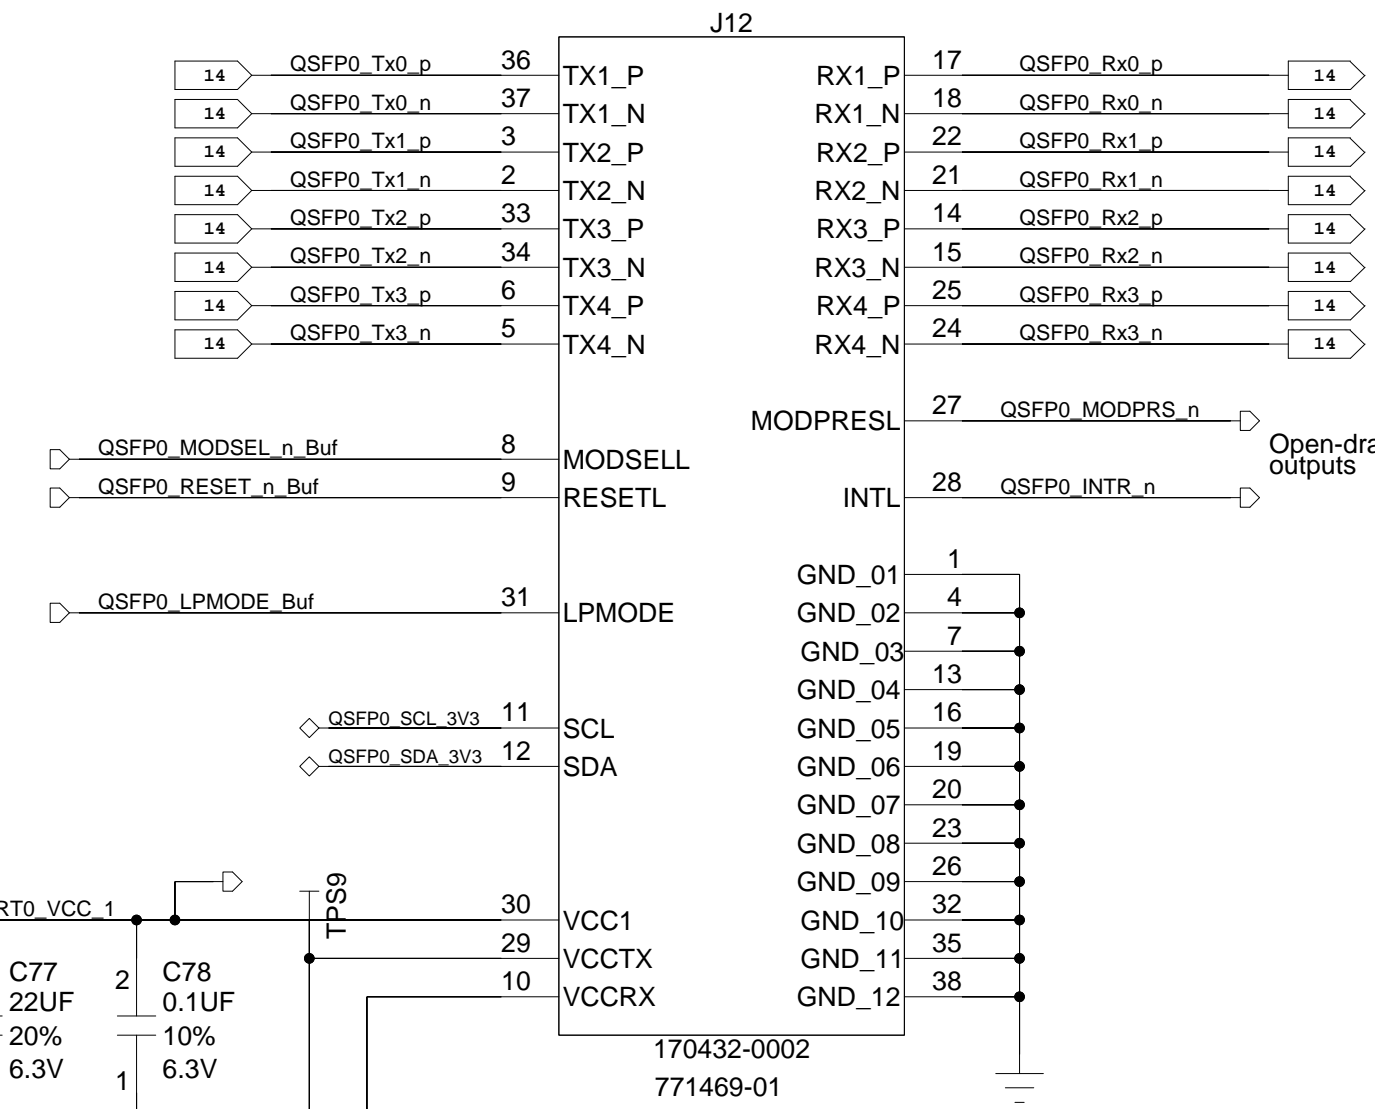 J12
14 QSFP0_Tx0_p 36 TX1_P RX1_P 17 QSFP0_Rx0_p 14
14 QSFP0_Tx0_n 37 TX1_N RX1_N 18 QSFP0_Rx0_n 14
14 QSFP0_Tx1_p 3 TX2_P RX2_P 22 QSFP0_Rx1_p 14
14 QSFP0_Tx1_n 2 TX2_N RX2_N 21 QSFP0_Rx1_n 14
14 QSFP0_Tx2_p 33 TX3_P RX3_P 14 QSFP0_Rx2_p 14
14 QSFP0_Tx2_n 34 TX3_N RX3_N 15 QSFP0_Rx2_n 14
14 QSFP0_Tx3_p 6 TX4_P RX4_P 25 QSFP0_Rx3_p 14
14 QSFP0_Tx3_n 5 TX4_N RX4_N 24 QSFP0_Rx3_n 14
MODPRESL 27 QSFP0_MODPRS_n
Open-dra
outputs
QSFP0_MODSEL_n_Buf 8 MODSELL
QSFP0_RESET_n_Buf 9 RESETL INTL 28 QSFP0_INTR_n
GND_01 1
QSFP0_LPMODE_Buf 31 LPMODE GND_02 4
GND_03 7
GND_04 13
QSFP0_SCL_3V3 11 SCL GND_05 16
QSFP0_SDA_3V3 12 SDA GND_06 19
GND_07 20
GND_08 23
GND_09 26
RT0_VCC_1 TPS9 30 VCC1 GND_10 32
29 VCCTX GND_11 35
10 VCCRX GND_12 38
C77
22UF
20%
6.3V
2
1
C78
0.1UF
10%
6.3V
170432-0002
771469-01